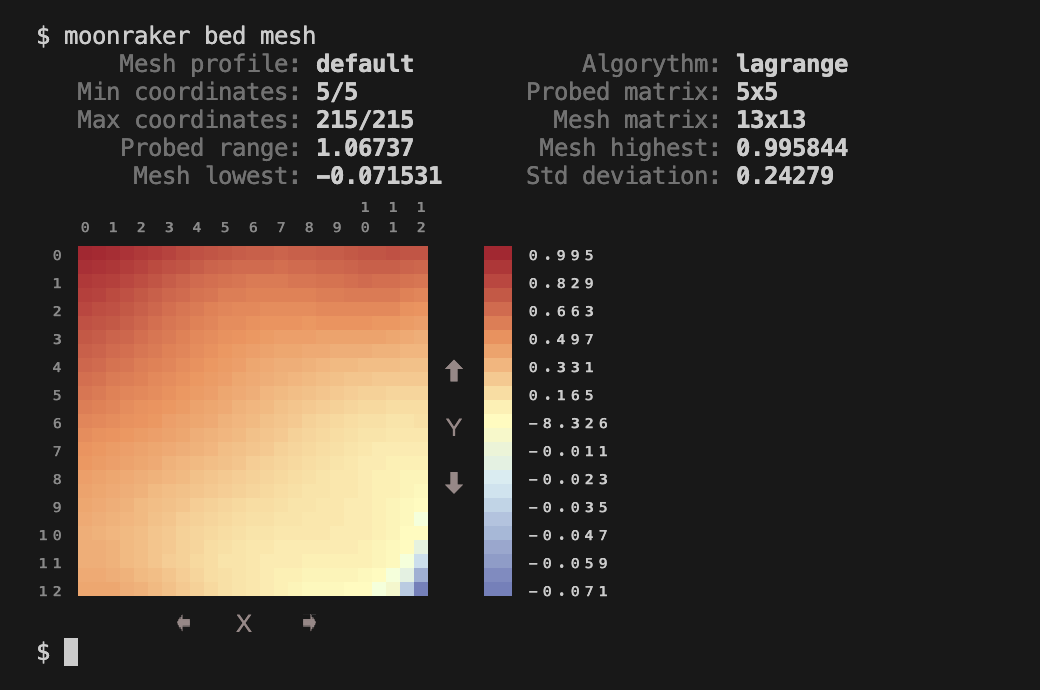 $ moonraker bed mesh
Mesh profile: default Algorythm: lagrange
Min coordinates: 5/5 Probed matrix: 5x5
Max coordinates: 215/215 Mesh matrix: 13x13
Probed range: 1.06737 Mesh highest: 0.995844
Mesh lowest: -0.071531 Std deviation: 0.24279
0 1 2 3 4 5 6 7 8 9 10 11 12
0 0.995
1 0.829
2 0.663
3 0.497
4 0.331
5 0.165
6 Y -8.326
7 -0.011
8 -0.023
9 -0.035
10 -0.047
11 -0.059
12 -0.071
X
$